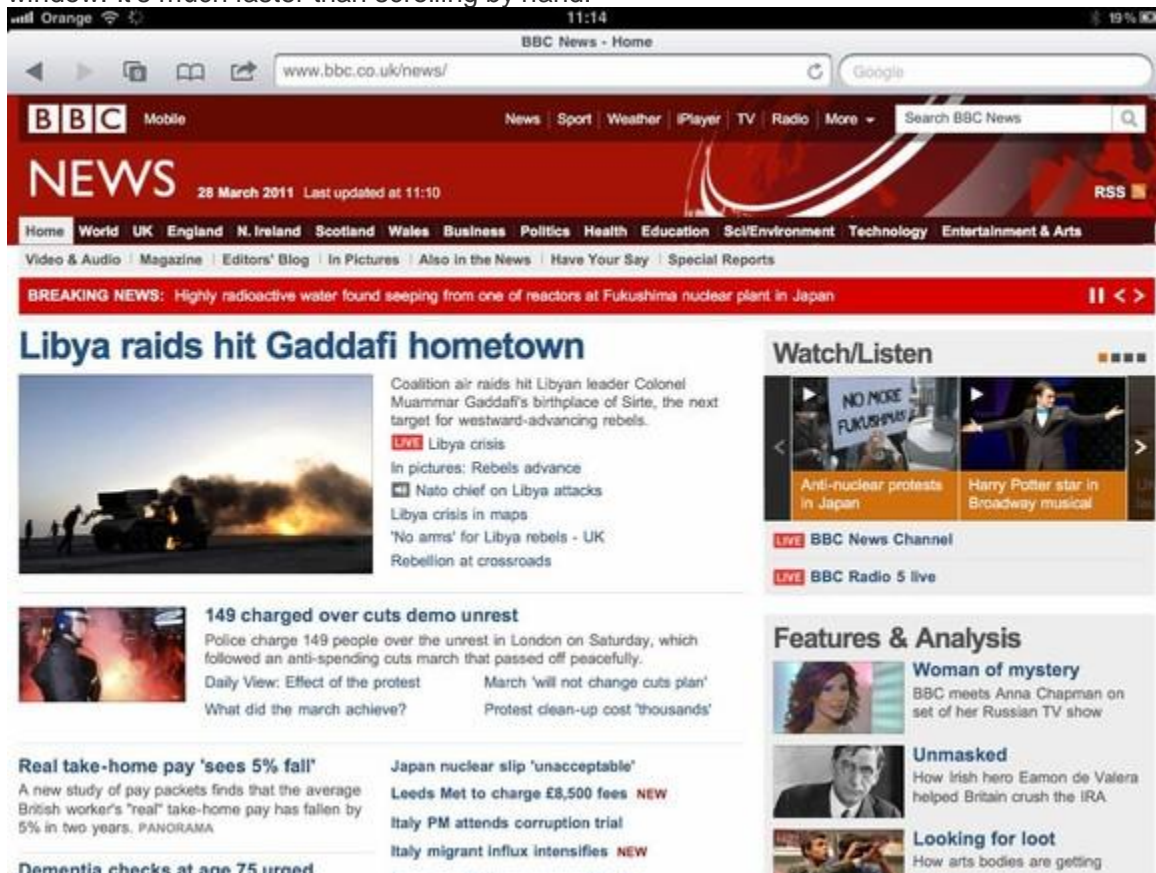 window. It's much faster than scrolling by hand.
Orange 11:14 19%
BBC News - Home
www.bbc.co.uk/news/ Google
BBC Mobile News Sport Weather iPlayer TV Radio More Search BBC News
NEWS 28 March 2011 Last updated at 11:10 RSS
Home World UK England N. Ireland Scotland Wales Business Politics Health Education Sci/Environment Technology Entertainment & Arts
Video & Audio Magazine Editors' Blog In Pictures Also in the News Have Your Say Special Reports
BREAKING NEWS: Highly radioactive water found seeping from one of reactors at Fukushima nuclear plant in Japan
Libya raids hit Gaddafi hometown
Coalition air raids hit Libyan leader Colonel
Muammar Gaddafi's birthplace of Sirte, the next
target for westward-advancing rebels.
LIVE Libya crisis
In pictures: Rebels advance
Nato chief on Libya attacks
Libya crisis in maps
'No arms' for Libya rebels - UK
Rebellion at crossroads
149 charged over cuts demo unrest
Police charge 149 people over the unrest in London on Saturday, which
followed an anti-spending cuts march that passed off peacefully.
Daily View: Effect of the protest March 'will not change cuts plan'
What did the march achieve? Protest clean-up cost 'thousands'
Real take-home pay 'sees 5% fall'
A new study of pay packets finds that the average
British worker's "real" take-home pay has fallen by
5% in two years. PANORAMA
Dementia checks at age 75 urged
Japan nuclear slip 'unacceptable'
Leeds Met to charge £8,500 fees NEW
Italy PM attends corruption trial
Italy migrant influx intensifies NEW
Watch/Listen
NO MORE
FUKUSHIMAS
Anti-nuclear protests
in Japan
Harry Potter star in
Broadway musical
LIVE BBC News Channel
LIVE BBC Radio 5 live
Features & Analysis
Woman of mystery
BBC meets Anna Chapman on
set of her Russian TV show
Unmasked
How Irish hero Eamon de Valera
helped Britain crush the IRA
Looking for loot
How arts bodies are getting